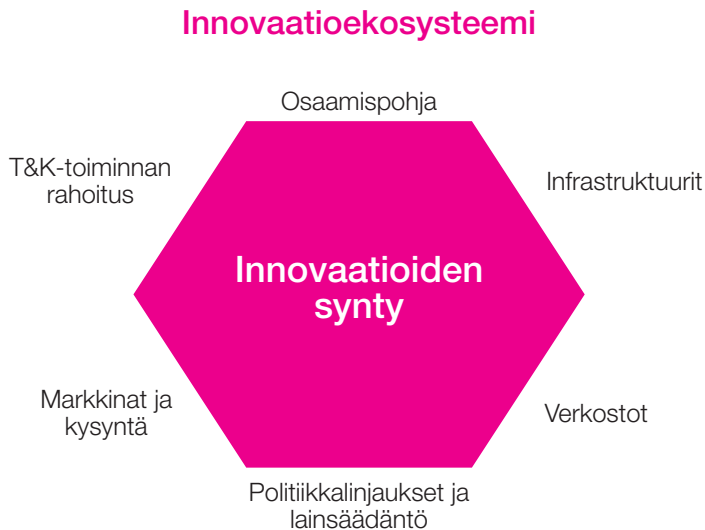 Innovaatioekosysteemi
Osaamispohja
T&K-toiminnan
rahoitus
Infrastruktuurit
Innovaatioiden
synty
Markkinat ja
kysyntä
Verkostot
Politiikkalinjaukset ja
lainsäädäntö